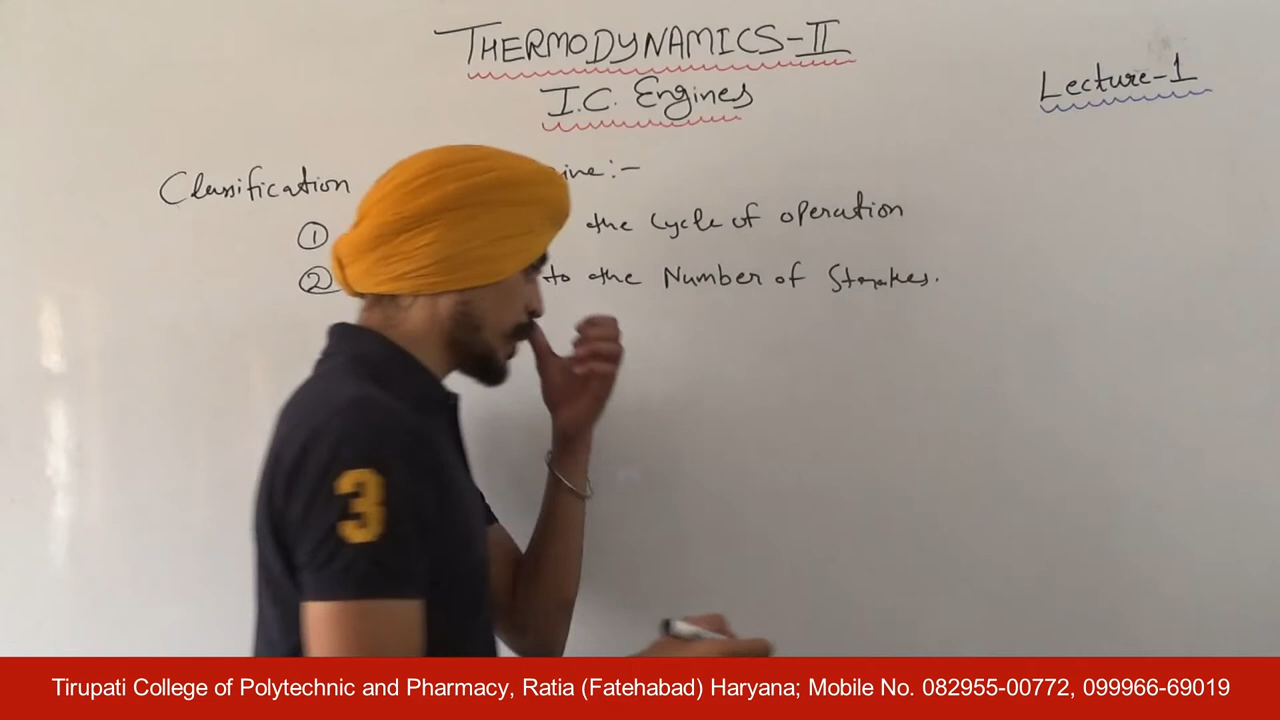 THERMODYNAMICS-II
I.C. Engines
Lecture-1
Classification ine:-
① the Cycle of operation
② to the Number of Strokes.
3
Tirupati College of Polytechnic and Pharmacy, Ratia (Fatehabad) Haryana; Mobile No. 082955-00772, 099966-69019